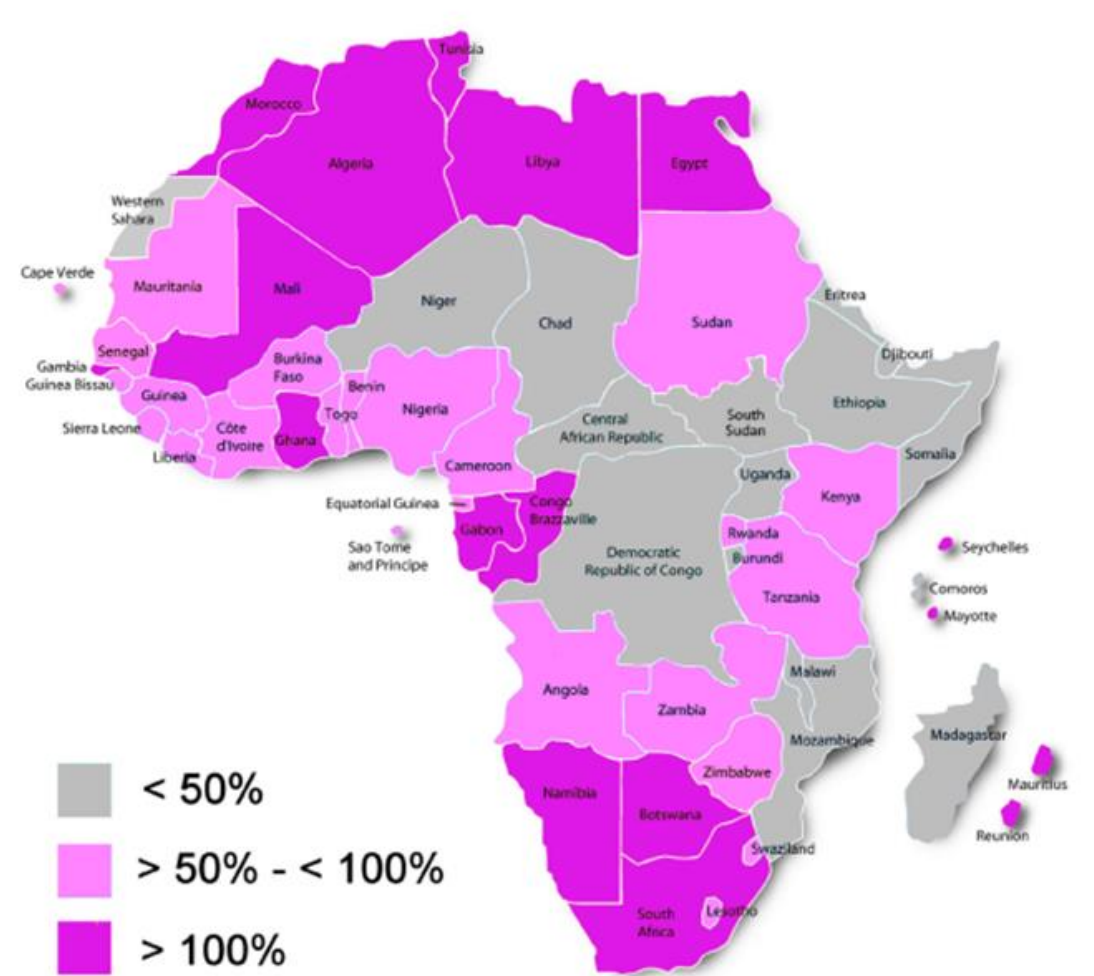 Tunisia
Morocco
Algeria
Libya
Egypt
Western
Sahara
Cape Verde
Mauritania
Mali
Niger
Chad
Sudan
Eritrea
Djibouti
Senegal
Gambia
Guinea Bissau
Guinea
Sierra Leone
Liberia
Côte
d'Ivoire
Burkina
Faso
Ghana
Togo
Benin
Nigeria
Cameroon
Central
African Republic
South
Sudan
Ethiopia
Somalia
Uganda
Kenya
Equatorial Guinea
Sao Tome
and Principe
Gabon
Congo
Brazzaville
Democratic
Republic of Congo
Rwanda
Burundi
Tanzania
Seychelles
Comoros
Mayotte
Angola
Zambia
Malawi
Mozambique
Madagastar
Mauritius
Reunion
Zimbabwe
Namibia
Botswana
Swaziland
South
Africa
Lesotho
< 50%
> 50% - < 100%
> 100%